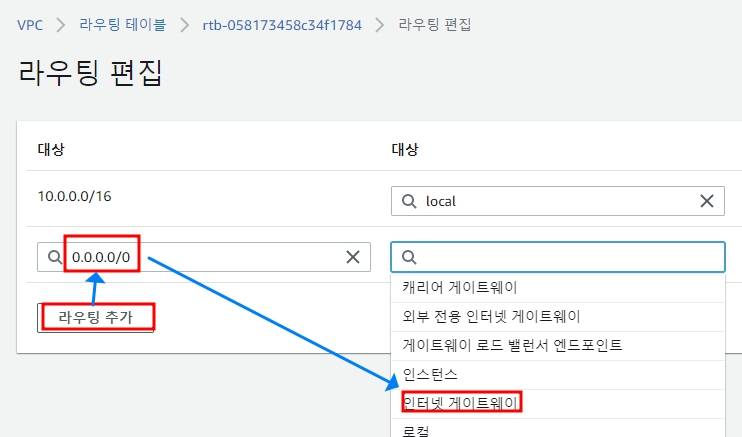 VPC > 라우팅 테이블 > rtb-058173458c34f1784 > 라우팅 편집
라우팅 편집
대상 대상
10.0.0.0/16 local
0.0.0.0/0
캐리어 게이트웨이
외부 전용 인터넷 게이트웨이
라우팅 추가
게이트웨이 로드 밸런서 엔드포인트
인스턴스
인터넷 게이트웨이
로컬